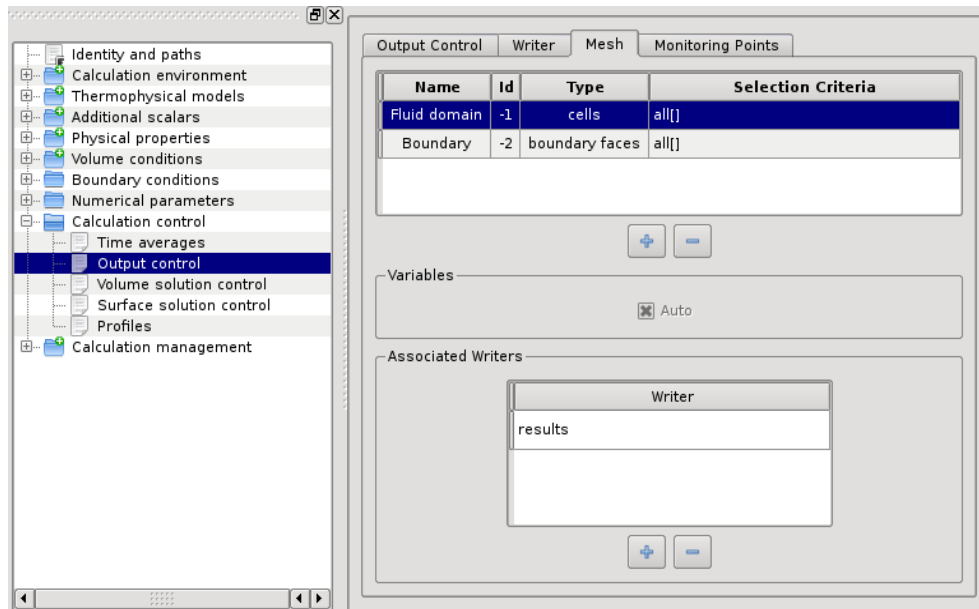 Identity and paths
Calculation environment
Thermophysical models
Additional scalars
Physical properties
Volume conditions
Boundary conditions
Numerical parameters
Calculation control
Time averages
Output control
Volume solution control
Surface solution control
Profiles
Calculation management
Output Control Writer Mesh Monitoring Points
Name Id Type Selection Criteria
Fluid domain -1 cells all[]
Boundary -2 boundary faces all[]
Variables
Auto
Associated Writers
Writer
results